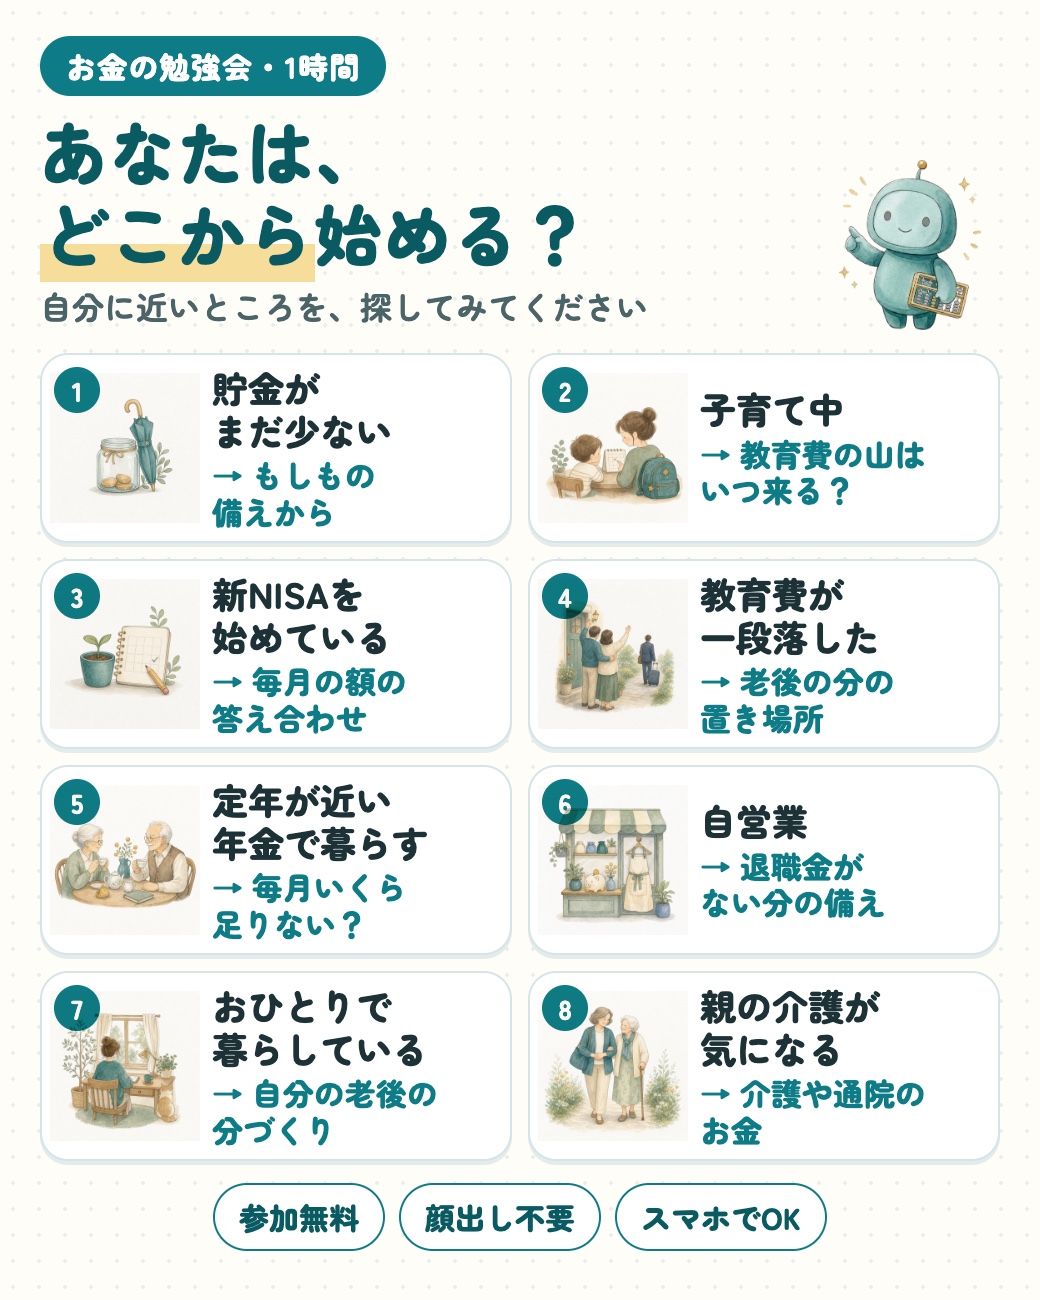 お金の勉強会・1時間
あなたは、
どこから始める？
自分に近いところを、探してみてください
1
貯金が
まだ少ない
→ もしもの
備えから
2
子育て中
→ 教育費の山は
いつ来る？
3
新NISAを
始めている
→ 毎月の額の
答え合わせ
4
教育費が
一段落した
→ 老後の分の
置き場所
5
定年が近い
年金で暮らす
→ 毎月いくら
足りない？
6
自営業
→ 退職金が
ない分の備え
7
おひとりで
暮らしている
→ 自分の老後の
分づくり
8
親の介護が
気になる
→ 介護や通院の
お金
参加無料
顔出し不要
スマホでOK